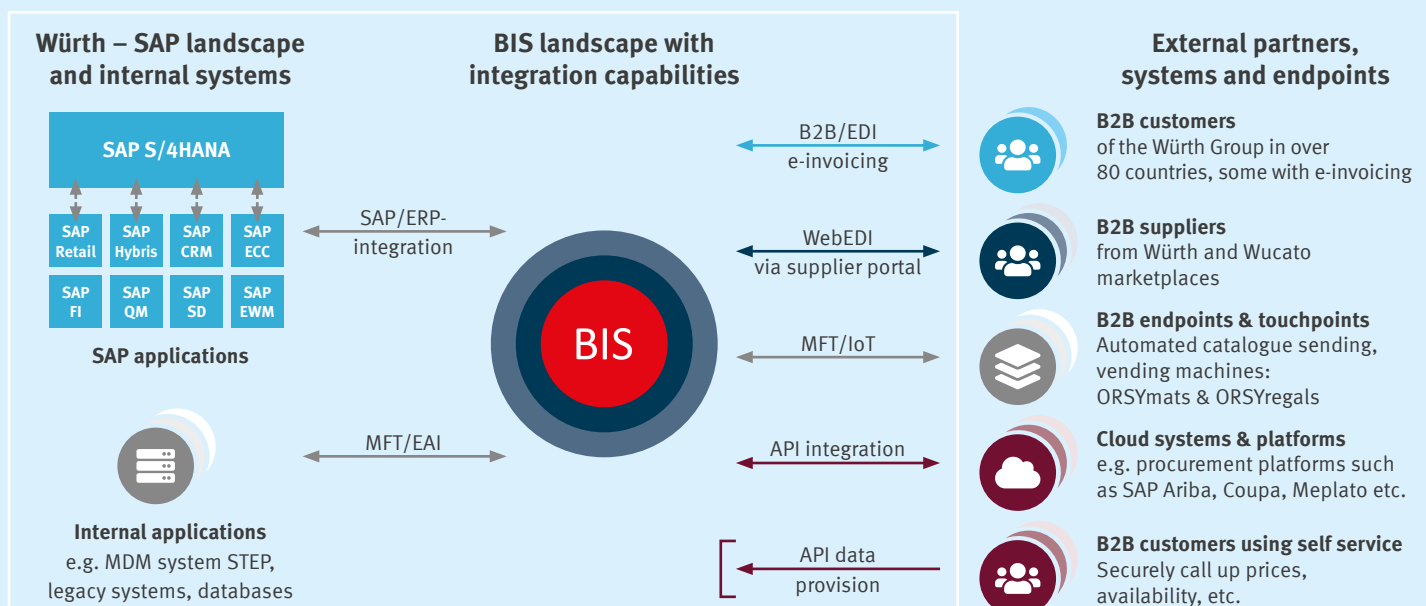 Würth – SAP landscape
and internal systems
SAP S/4HANA
SAP
Retail
SAP
Hybris
SAP
CRM
SAP
ECC
SAP
FI
SAP
QM
SAP
SD
SAP
EWM
SAP applications
Internal applications
e.g. MDM system STEP,
legacy systems, databases
BIS landscape with
integration capabilities
SAP/ERP-
integration
MFT/EAI
BIS
B2B/EDI
e-invoicing
WebEDI
via supplier portal
MFT/IoT
API integration
API data
provision
External partners,
systems and endpoints
B2B customers
of the Würth Group in over
80 countries, some with e-invoicing
B2B suppliers
from Würth and Wucato
marketplaces
B2B endpoints & touchpoints
Automated catalogue sending,
vending machines:
ORSYmats & ORSYregals
Cloud systems & platforms
e.g. procurement platforms such
as SAP Ariba, Coupa, Meplato etc.
B2B customers using self service
Securely call up prices,
availability, etc.